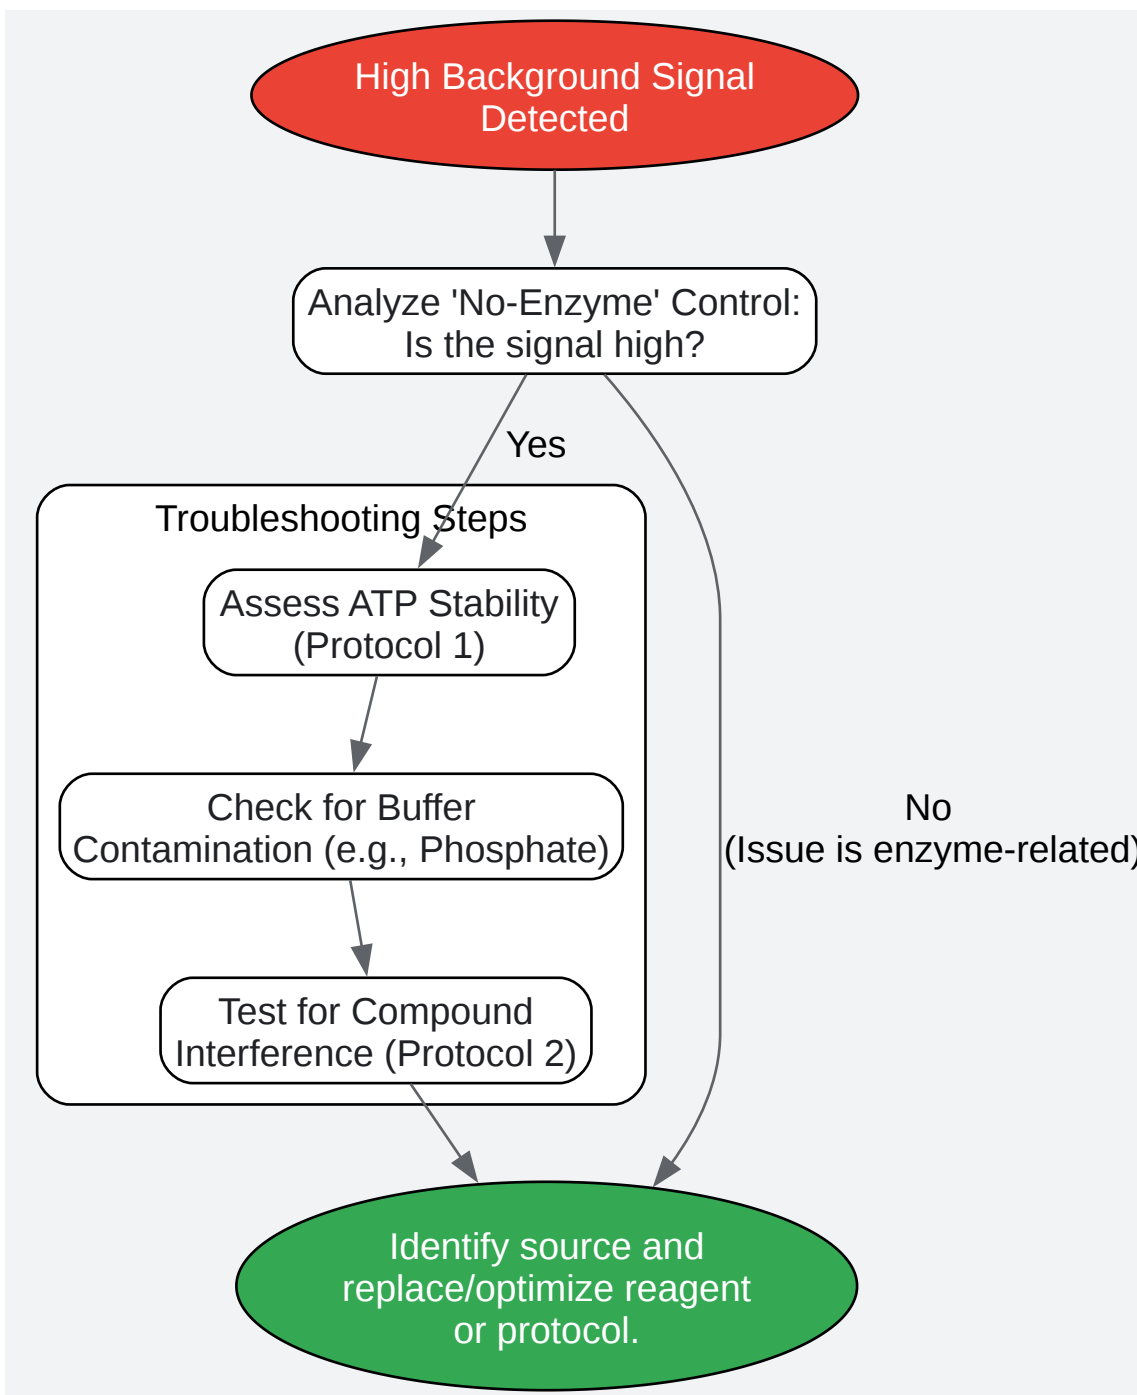 High Background Signal
Detected
Analyze 'No-Enzyme' Control:
Is the signal high?
Yes
Troubleshooting Steps
Assess ATP Stability
(Protocol 1)
Check for Buffer
Contamination (e.g., Phosphate)
No
(Issue is enzyme-related)
Test for Compound
Interference (Protocol 2)
Identify source and
replace/optimize reagent
or protocol.